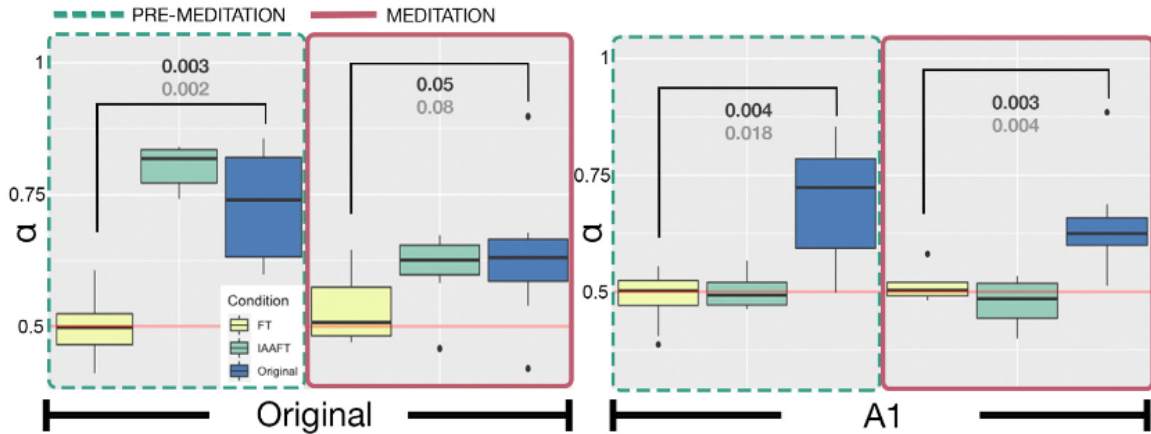 PRE-MEDITATION MEDITATION
1
0.75
0.5
α
0.003
0.002
0.05
0.08
Condition
FT
IAAFT
Original
Original
1
0.75
0.5
α
0.004
0.018
0.003
0.004
A1